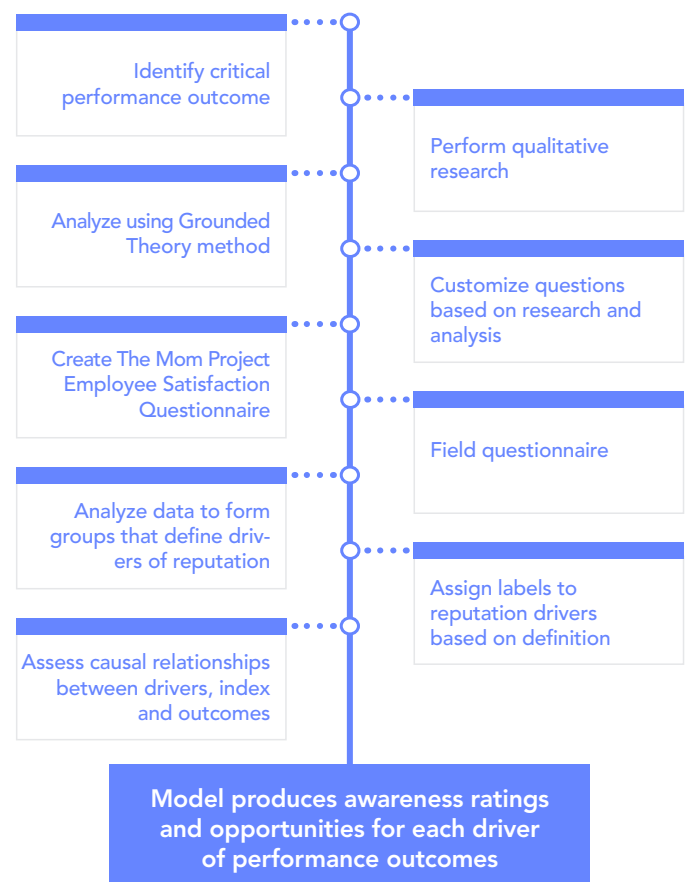 Identify critical
performance outcome
Perform qualitative
research
Analyze using Grounded
Theory method
Customize questions
based on research and
analysis
Create The Mom Project
Employee Satisfaction
Questionnaire
Field questionnaire
Analyze data to form
groups that define driv-
ers of reputation
Assign labels to
reputation drivers
based on definition
Assess causal relationships
between drivers, index
and outcomes
Model produces awareness ratings
and opportunities for each driver
of performance outcomes